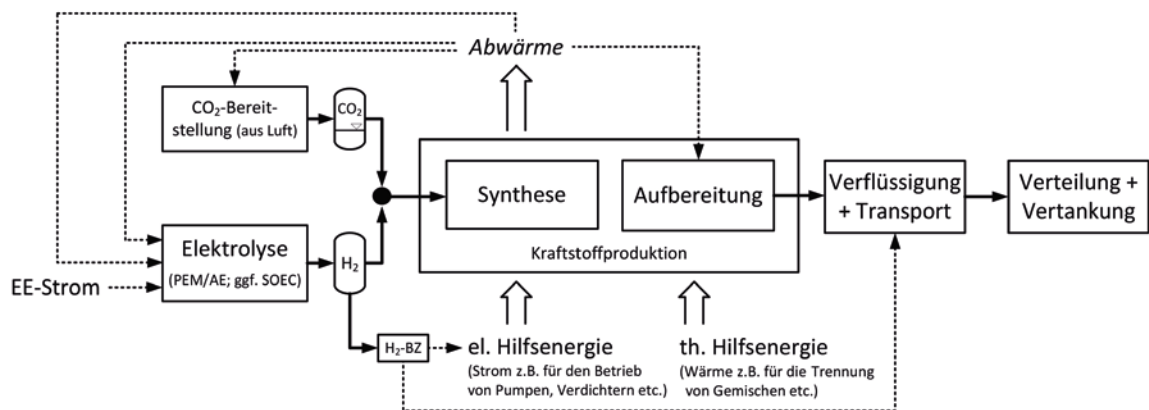 Abwärme
CO₂-Bereit-
stellung (aus Luft)
CO₂
Synthese
Aufbereitung
Kraftstoffproduktion
Verflüssigung
+ Transport
Verteilung +
Vertankung
Elektrolyse
(PEM/AE; ggf. SOEC)
H₂
EE-Strom
H₂-BZ
el. Hilfsenergie
(Strom z.B. für den Betrieb
von Pumpen, Verdichtern etc.)
th. Hilfsenergie
(Wärme z.B. für die Trennung
von Gemischen etc.)